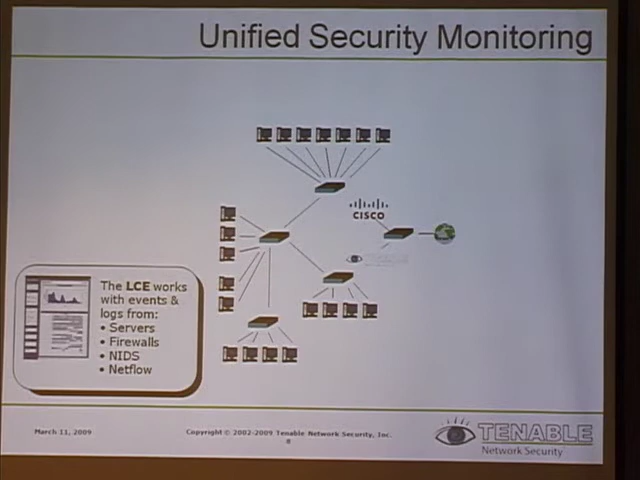 Unified Security Monitoring
CISCO
The LCE works
with events &
logs from:
• Servers
• Firewalls
• NIDS
• Netflow
March 11, 2009
Copyright © 2002-2009 Tenable Network Security, Inc.
8
TENABLE
Network Security